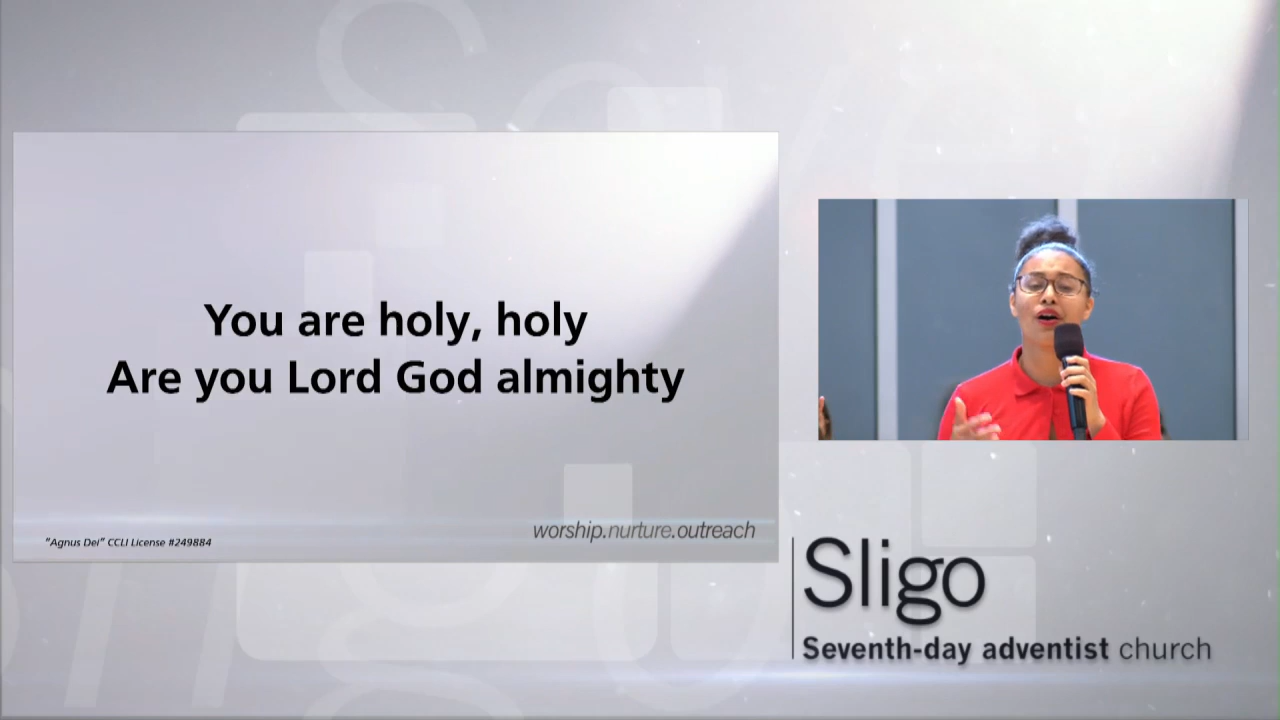 You are holy, holy
Are you Lord God almighty
"Agnus Dei" CCLI License #249884
worship.nurture.outreach
Sligo
Seventh-day adventist church